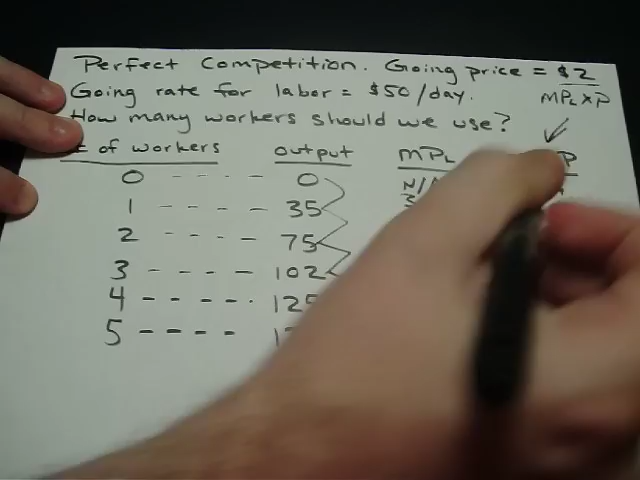 Perfect Competition. Going price = $2
Going rate for labor = $50/day. MPL x P
How many workers should we use?
of workers output MPL
0 - - - - - 0 N/
1 - - - - - 35 3
2 - - - - - 75
3 - - - - - 102
4 - - - - - 125
5 - - - -